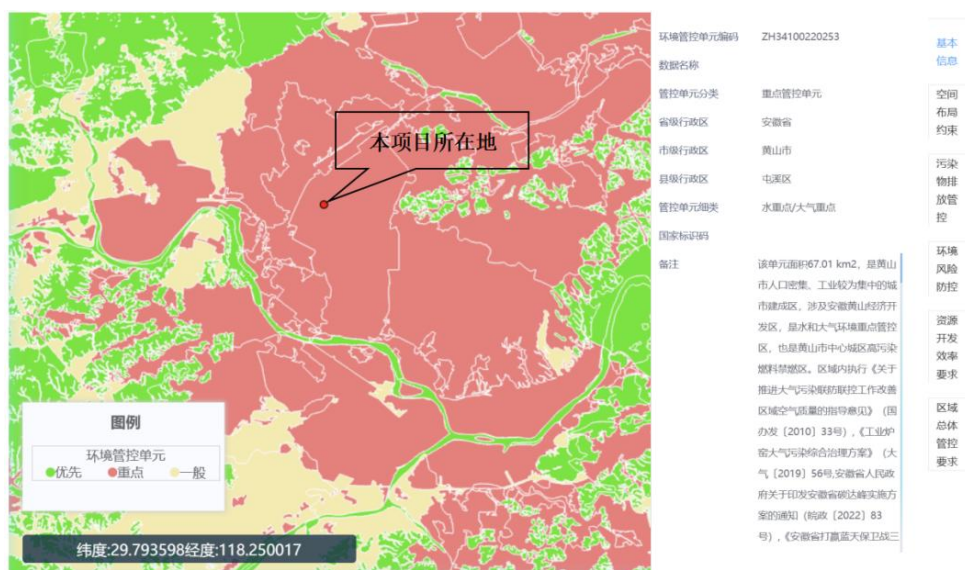 本项目所在地
图例
环境管控单元
优先 重点 一般
纬度:29.793598经度:118.250017
环境管控单元编码 ZH34100220253
数据名称
管控单元分类 重点管控单元
省级行政区 安徽省
市级行政区 黄山市
县级行政区 屯溪区
管控单元细类 水重点/大气重点
国家标识码
备注
该单元面积67.01 km2，是黄山
市人口密集、工业较为集中的城
市建成区，涉及安徽黄山经济开
发区，是水和大气环境重点管控
区，也是黄山市中心城区高污染
燃料禁燃区。区域内执行《关于
推进大气污染联防联控工作改善
区域空气质量的指导意见》（国
办发〔2010〕33号），《工业炉
窑大气污染综合治理方案》（大
气〔2019〕56号,安徽省人民政
府关于印发安徽省碳达峰实施方
案的通知（皖政〔2022〕83
号），《安徽省打赢蓝天保卫战三
基本
信息
空间
布局
约束
污染
物排
放管
控
环境
风险
防控
资源
开发
效率
要求
区域
总体
管控
要求